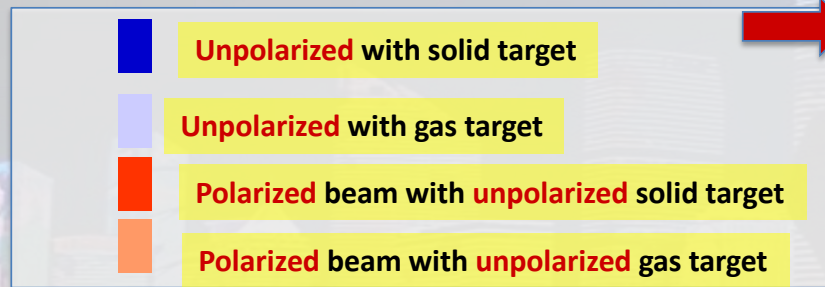 Unpolarized with solid target
Unpolarized with gas target
Polarized beam with unpolarized solid target
Polarized beam with unpolarized gas target